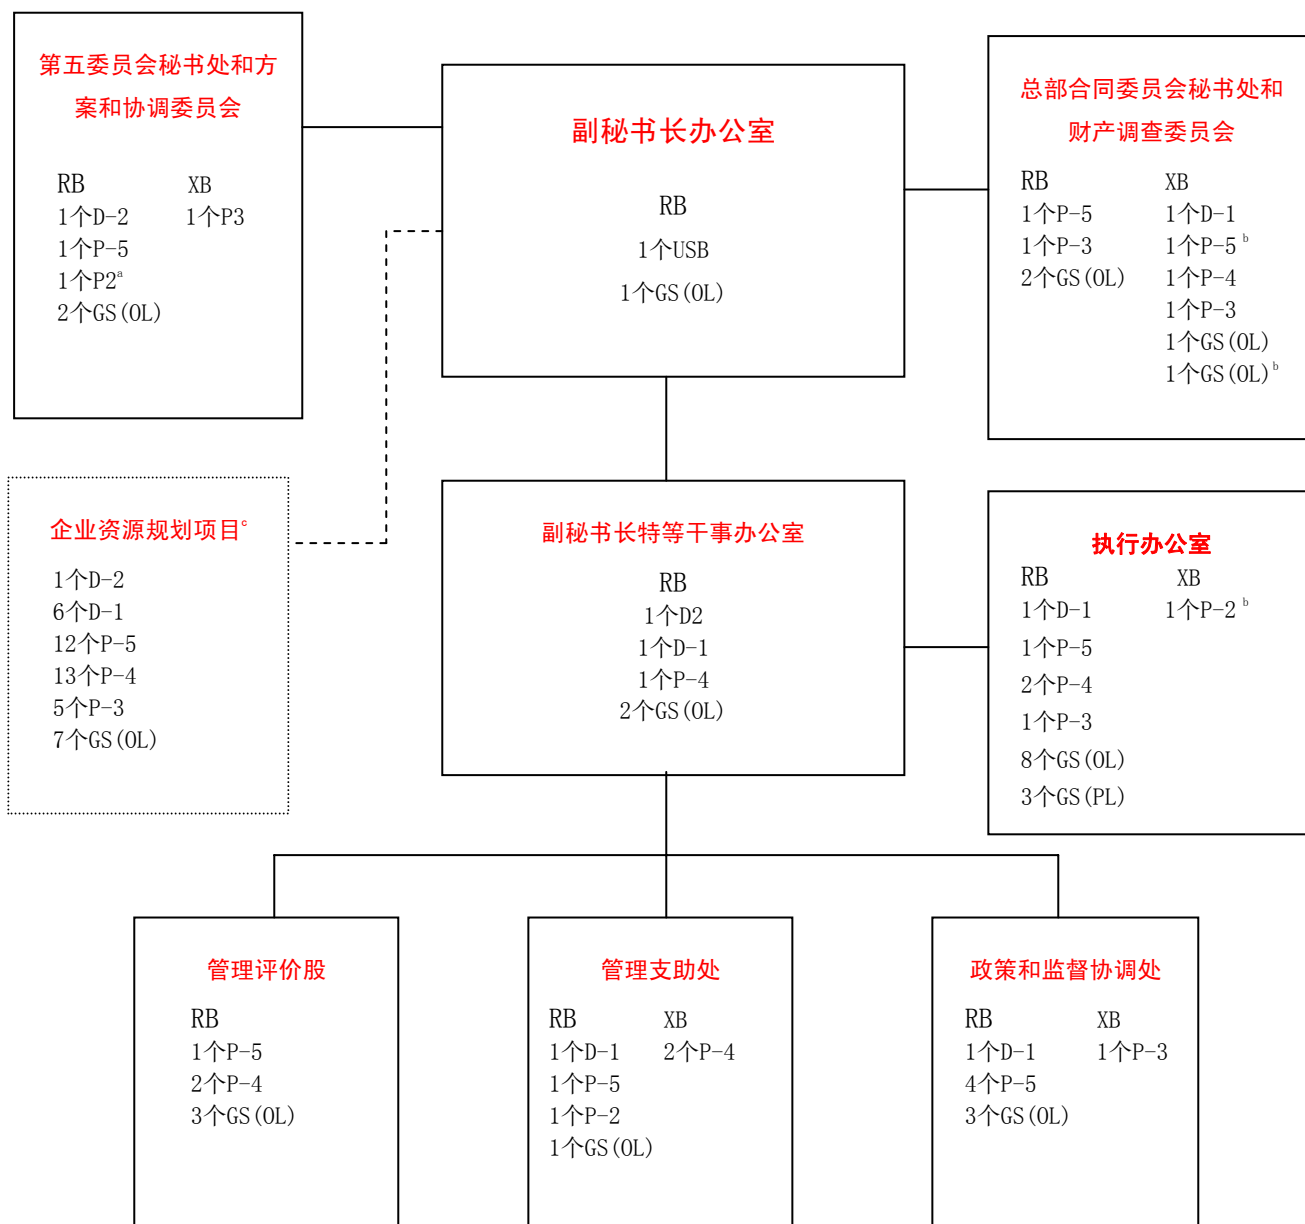 第五委员会秘书处和方
案和协调委员会
RB XB
1个D-2 1个P3
1个P-5
1个P2ᵃ
2个GS(OL)
副秘书长办公室
RB
1个USB
1个GS(OL)
总部合同委员会秘书处和
财产调查委员会
RB XB
1个P-5 1个D-1
1个P-3 1个P-5ᵇ
2个GS(OL) 1个P-4
1个P-3
1个GS(OL)
1个GS(OL)ᵇ
企业资源规划项目ᶜ
1个D-2
6个D-1
12个P-5
13个P-4
5个P-3
7个GS(OL)
副秘书长特等干事办公室
RB
1个D2
1个D-1
1个P-4
2个GS(OL)
执行办公室
RB XB
1个D-1 1个P-2ᵇ
1个P-5
2个P-4
1个P-3
8个GS(OL)
3个GS(PL)
管理评价股
RB
1个P-5
2个P-4
3个GS(OL)
管理支助处
RB XB
1个D-1 2个P-4
1个P-5
1个P-2
1个GS(OL)
政策和监督协调处
RB XB
1个D-1 1个P-3
4个P-5
3个GS(OL)